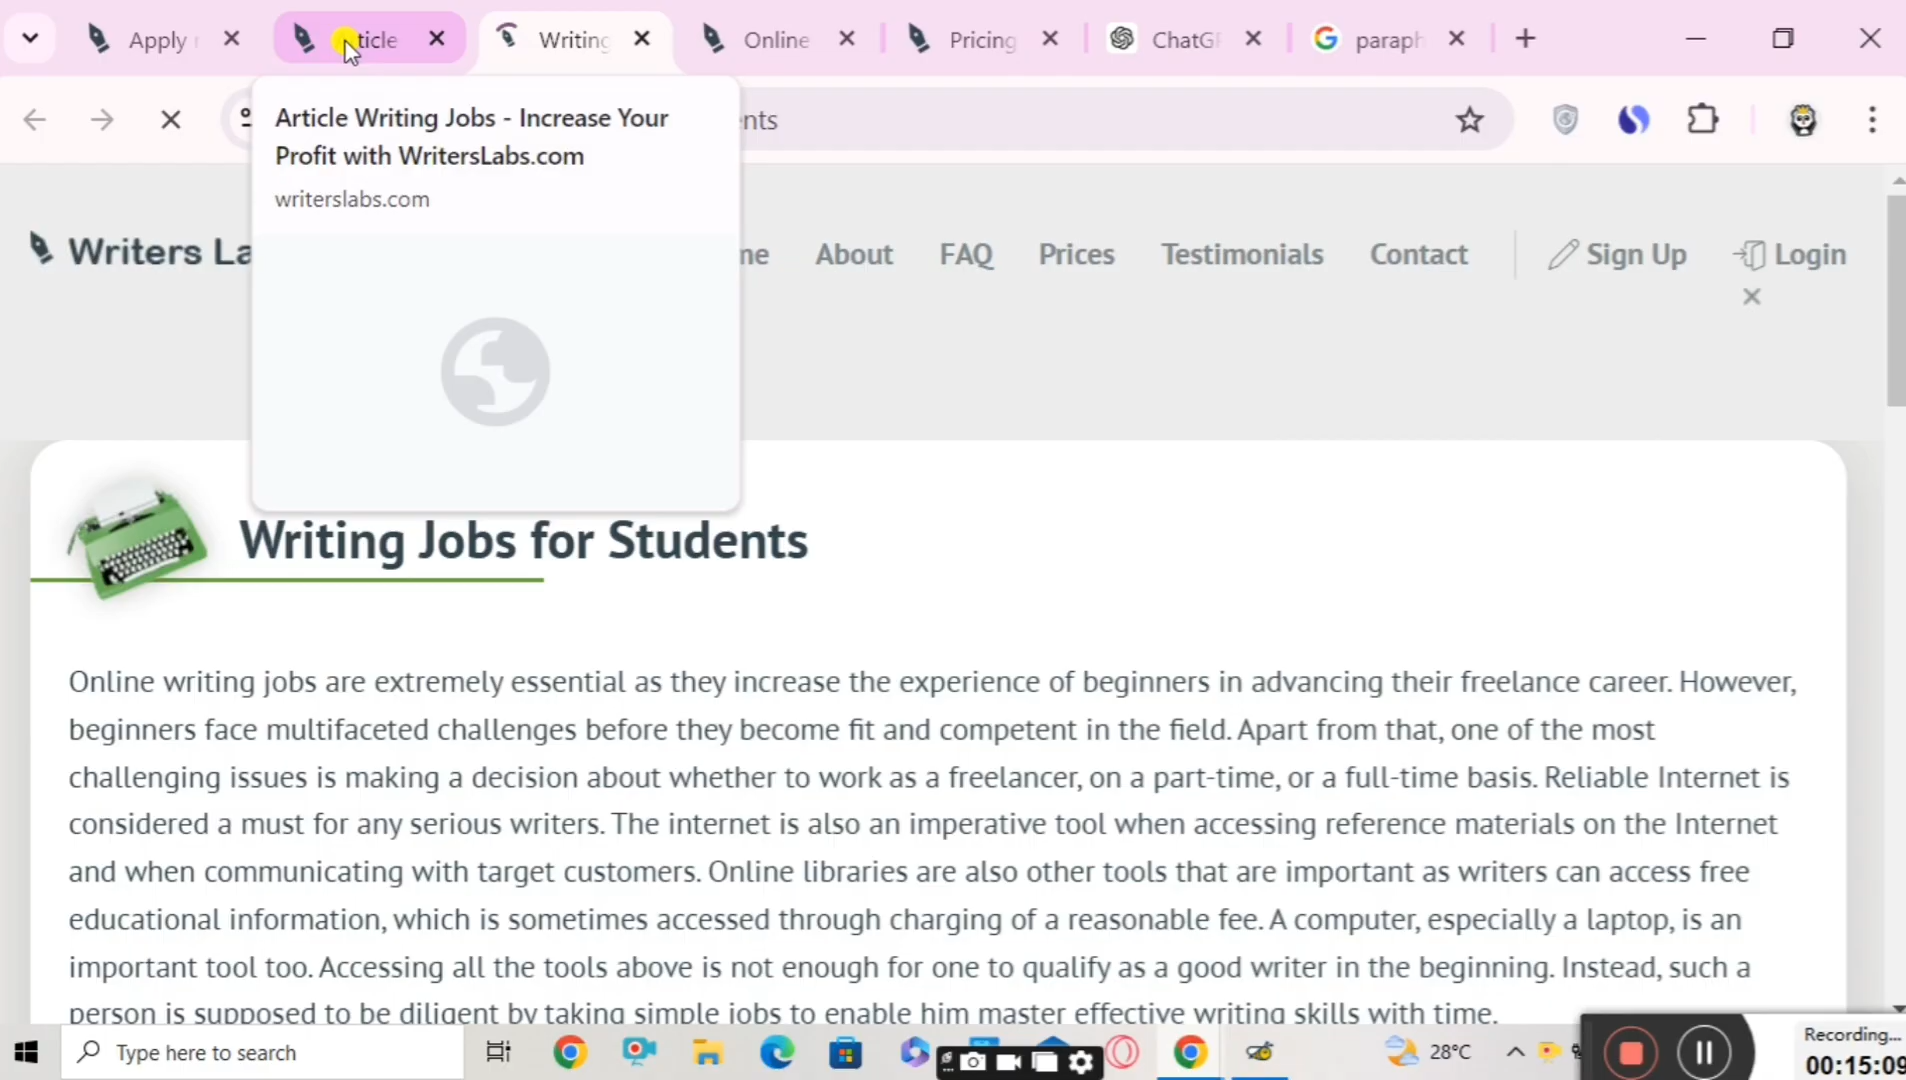 Apply
ticle
Writing
Online
Pricing
ChatGP
paraph
Article Writing Jobs - Increase Your
Profit with WritersLabs.com
writerslabs.com
nts
Writers La
me
About
FAQ
Prices
Testimonials
Contact
Sign Up
Login
Writing Jobs for Students
Online writing jobs are extremely essential as they increase the experience of beginners in advancing their freelance career. However,
beginners face multifaceted challenges before they become fit and competent in the field. Apart from that, one of the most
challenging issues is making a decision about whether to work as a freelancer, on a part-time, or a full-time basis. Reliable Internet is
considered a must for any serious writers. The internet is also an imperative tool when accessing reference materials on the Internet
and when communicating with target customers. Online libraries are also other tools that are important as writers can access free
educational information, which is sometimes accessed through charging of a reasonable fee. A computer, especially a laptop, is an
important tool too. Accessing all the tools above is not enough for one to qualify as a good writer in the beginning. Instead, such a
person is supposed to be diligent by taking simple jobs to enable him master effective writing skills with time.
Type here to search
28°C
Recording...
00:15:09